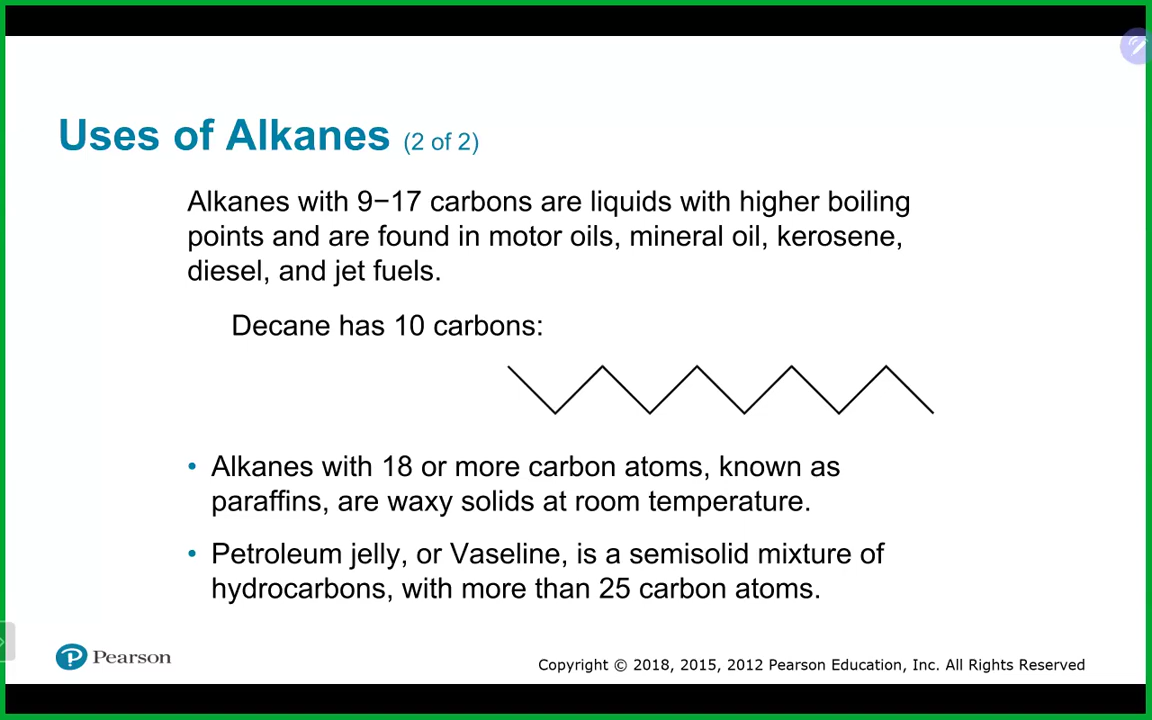 Uses of Alkanes (2 of 2)
Alkanes with 9−17 carbons are liquids with higher boiling
points and are found in motor oils, mineral oil, kerosene,
diesel, and jet fuels.
Decane has 10 carbons:
• Alkanes with 18 or more carbon atoms, known as
paraffins, are waxy solids at room temperature.
• Petroleum jelly, or Vaseline, is a semisolid mixture of
hydrocarbons, with more than 25 carbon atoms.
P Pearson
Copyright © 2018, 2015, 2012 Pearson Education, Inc. All Rights Reserved